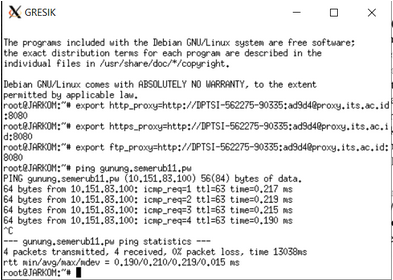 GRESIK
The programs included with the Debian GNU/Linux system are free software;
the exact distribution terms for each program are described in the
individual files in /usr/share/doc/*/copyright.
Debian GNU/Linux comes with ABSOLUTELY NO WARRANTY, to the extent
permitted by applicable law.
root@JARKOM:~# export http_proxy=http://DPTSI-562275-90335:ad9d4@proxy.its.ac.id
:8080
root@JARKOM:~# export https_proxy=http://DPTSI-562275-90335:ad9d4@proxy.its.ac.i
d:8080
root@JARKOM:~# export ftp_proxy=http://DPTSI-562275-90335:ad9d4@proxy.its.ac.id:
8080
root@JARKOM:~# ping gunung.semerub11.pw
PING gunung.semerub11.pw (10.151.83.100) 56(84) bytes of data.
64 bytes from 10.151.83.100: icmp_req=1 ttl=63 time=0.217 ms
64 bytes from 10.151.83.100: icmp_req=2 ttl=63 time=0.219 ms
64 bytes from 10.151.83.100: icmp_req=3 ttl=63 time=0.215 ms
64 bytes from 10.151.83.100: icmp_req=4 ttl=63 time=0.190 ms
^C
--- gunung.semerub11.pw ping statistics ---
4 packets transmitted, 4 received, 0% packet loss, time 13038ms
rtt min/avg/max/mdev = 0.190/0.210/0.219/0.015 ms
root@JARKOM:~#